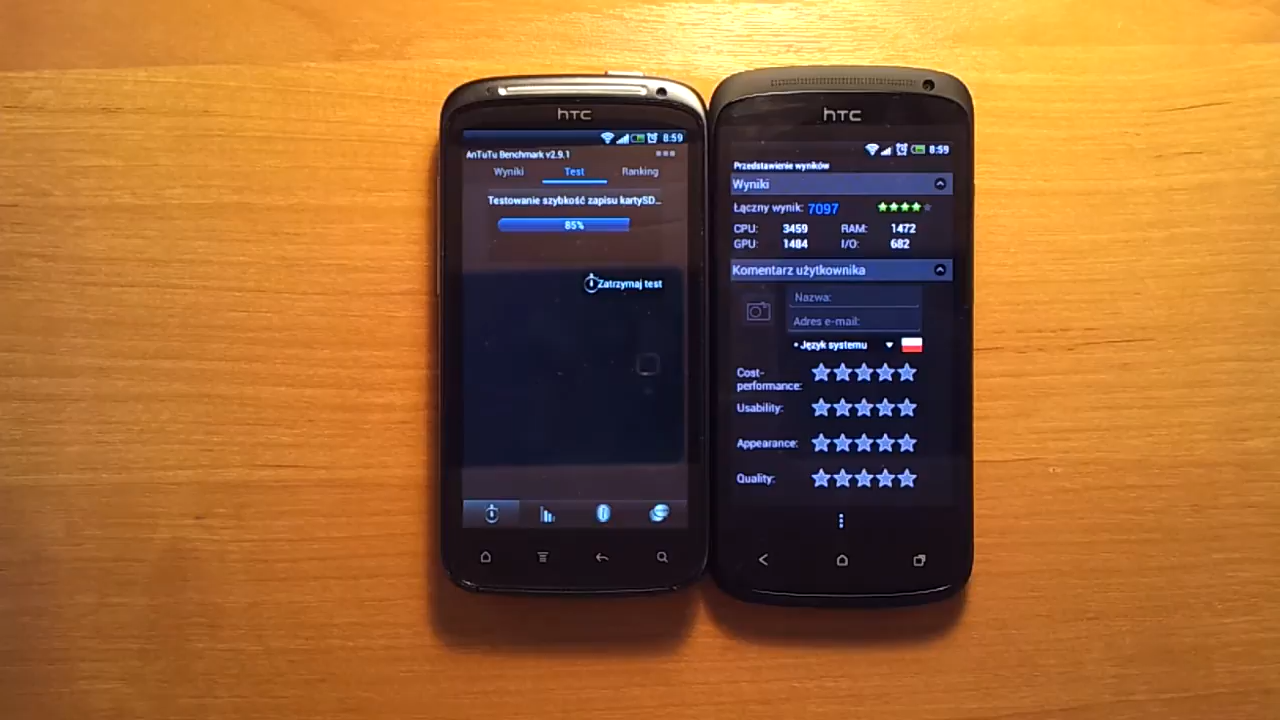 hTC
8:59
AnTuTu Benchmark v2.9.1
Wyniki Test Ranking
Testowanie szybkość zapisu kartySD...
85%
Zatrzymaj test
hTC
8:59
Przedstawienie wyników
Wyniki
Łączny wynik: 7097
CPU: 3459 RAM: 1472
GPU: 1484 I/O: 682
Komentarz użytkownika
Nazwa:
Adres e-mail:
• Język systemu
Cost-
performance:
Usability:
Appearance:
Quality: